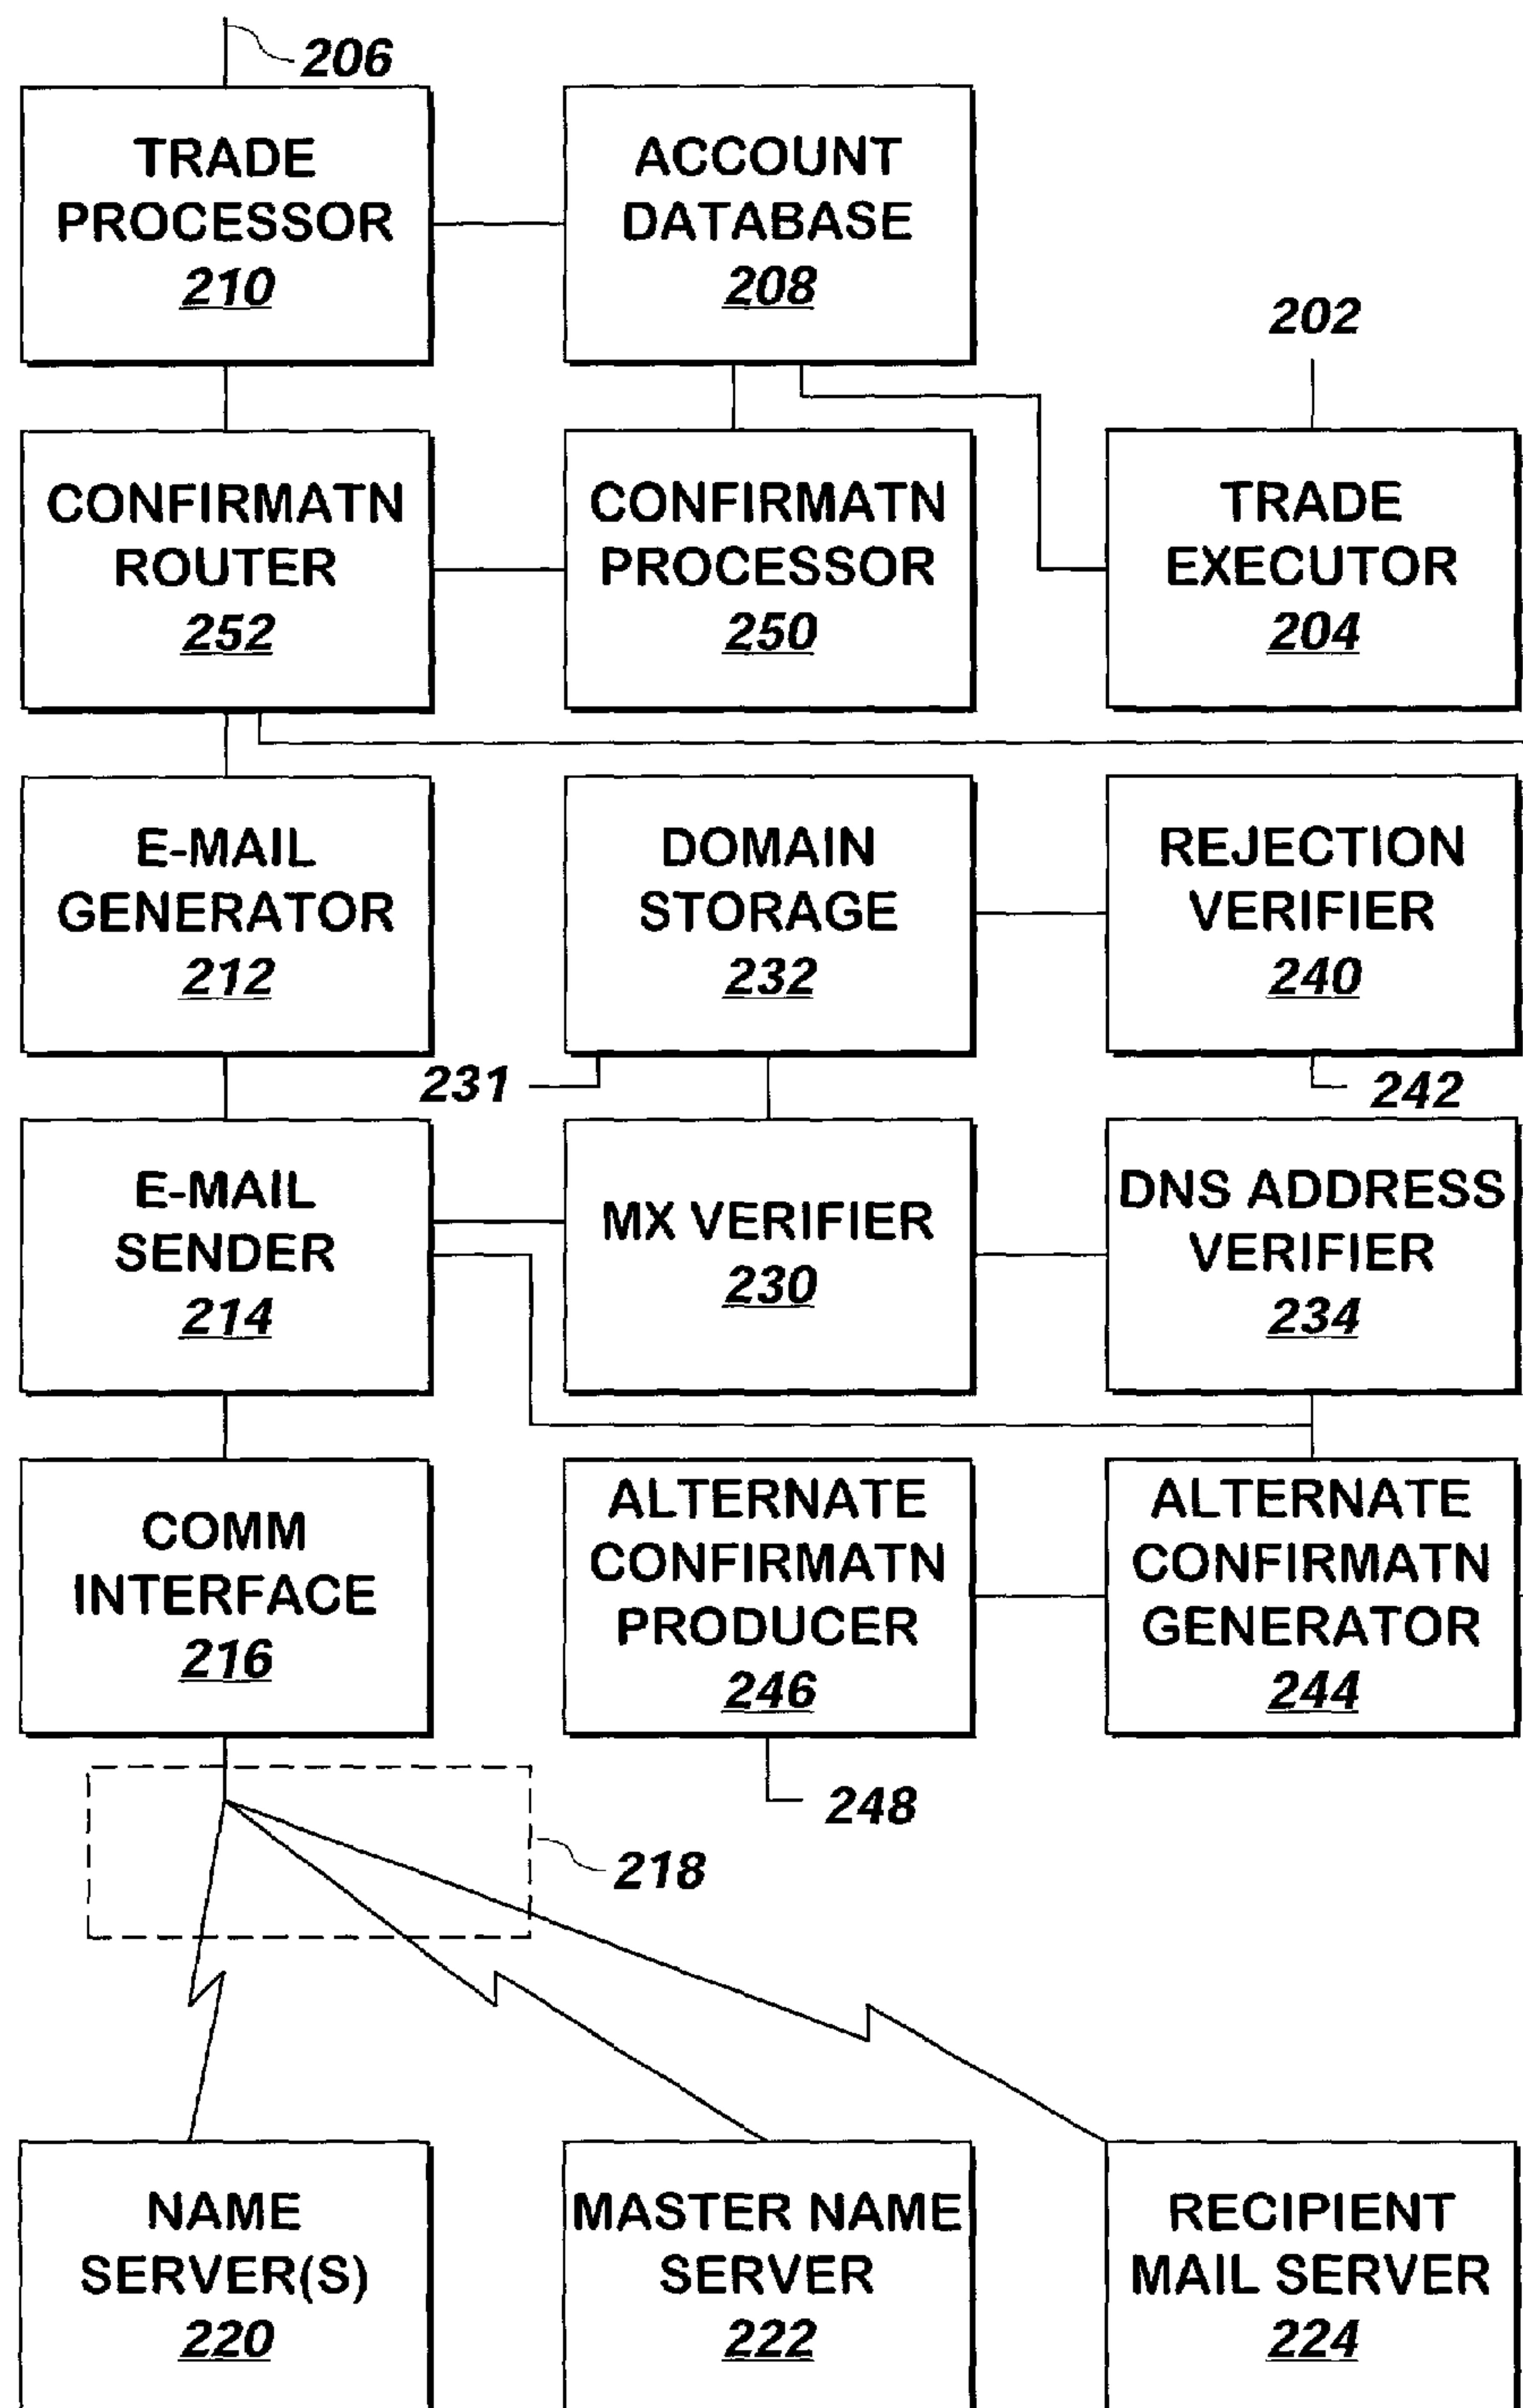 206
TRADE
PROCESSOR
210
ACCOUNT
DATABASE
208
202
CONFIRMATN
ROUTER
252
CONFIRMATN
PROCESSOR
250
TRADE
EXECUTOR
204
E-MAIL
GENERATOR
212
DOMAIN
STORAGE
232
REJECTION
VERIFIER
240
231
242
E-MAIL
SENDER
214
MX VERIFIER
230
DNS ADDRESS
VERIFIER
234
COMM
INTERFACE
216
ALTERNATE
CONFIRMATN
PRODUCER
246
ALTERNATE
CONFIRMATN
GENERATOR
244
248
218
NAME
SERVER(S)
220
MASTER NAME
SERVER
222
RECIPIENT
MAIL SERVER
224